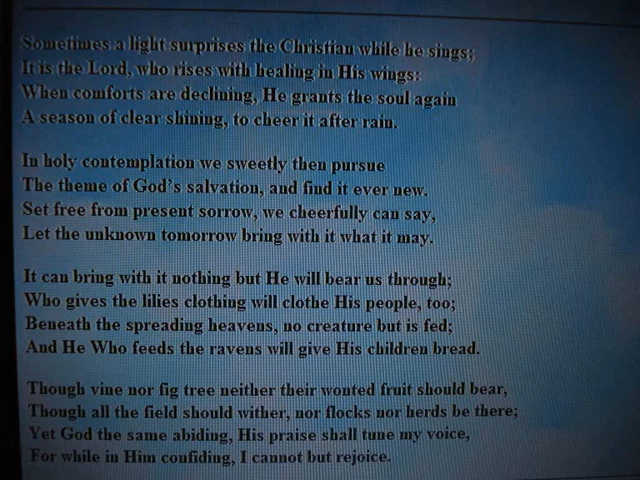 Sometimes a light surprises the Christian while he sings;
It is the Lord, who rises with healing in His wings:
When comforts are declining, He grants the soul again
A season of clear shining, to cheer it after rain.
In holy contemplation we sweetly then pursue
The theme of God's salvation, and find it ever new.
Set free from present sorrow, we cheerfully can say,
Let the unknown tomorrow bring with it what it may.
It can bring with it nothing but He will bear us through;
Who gives the lilies clothing will clothe His people, too;
Beneath the spreading heavens, no creature but is fed;
And He Who feeds the ravens will give His children bread.
Though vine nor fig tree neither their wonted fruit should bear,
Though all the field should wither, nor flocks nor herds be there;
Yet God the same abiding, His praise shall tune my voice,
For while in Him confiding, I cannot but rejoice.